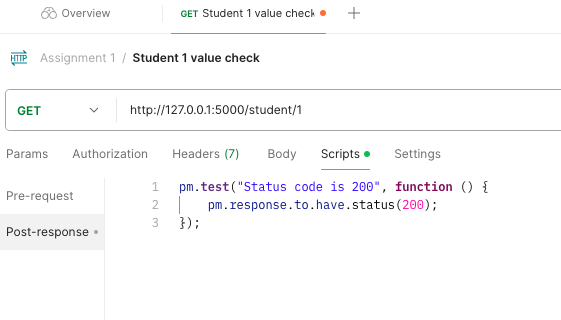 Overview GET Student 1 value check
HTTP Assignment 1 / Student 1 value check
GET http://127.0.0.1:5000/student/1
Params Authorization Headers (7) Body Scripts Settings
Pre-request
Post-response
1 pm.test("Status code is 200", function () {
2 pm.response.to.have.status(200);
3 });